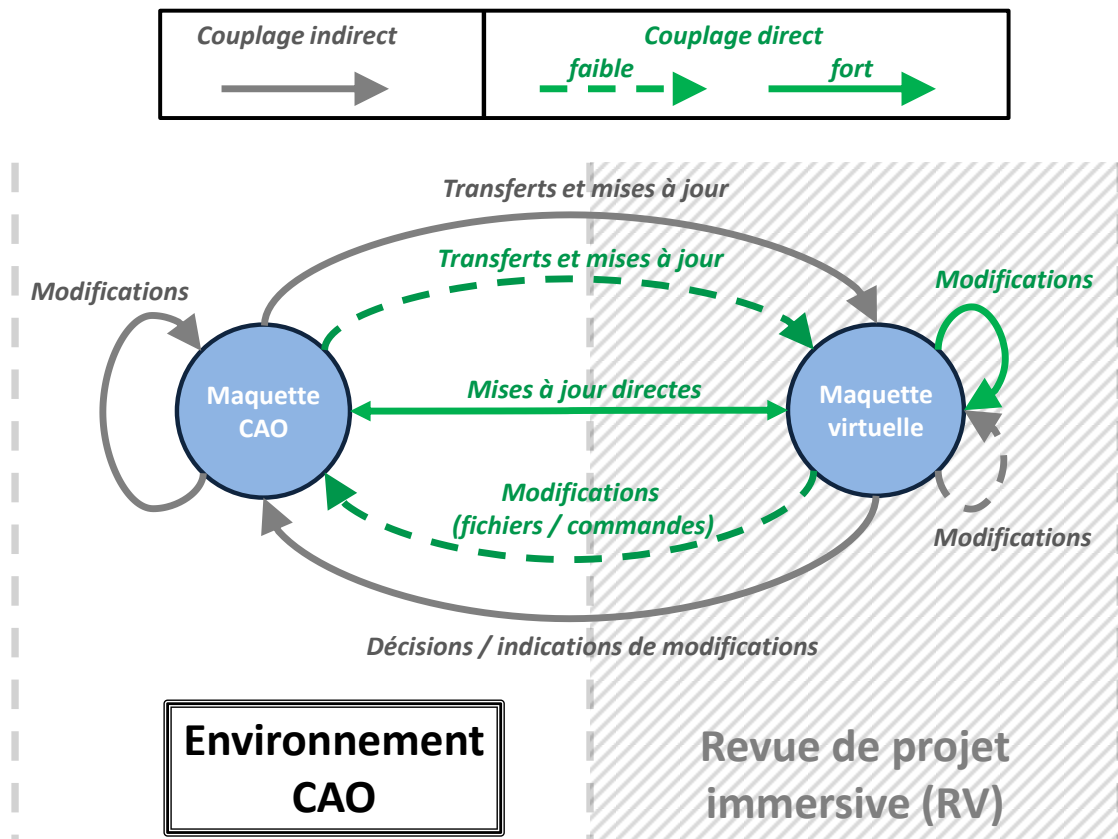 Couplage indirect
Couplage direct
faible
fort
Transferts et mises à jour
Transferts et mises à jour
Modifications
Modifications
Maquette
CAO
Mises à jour directes
Maquette
virtuelle
Modifications
(fichiers / commandes)
Modifications
Décisions / indications de modifications
Environnement
CAO
Revue de projet
immersive (RV)